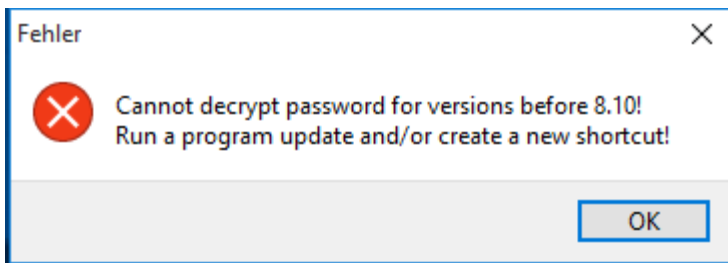 Fehler
Cannot decrypt password for versions before 8.10!
Run a program update and/or create a new shortcut!
OK